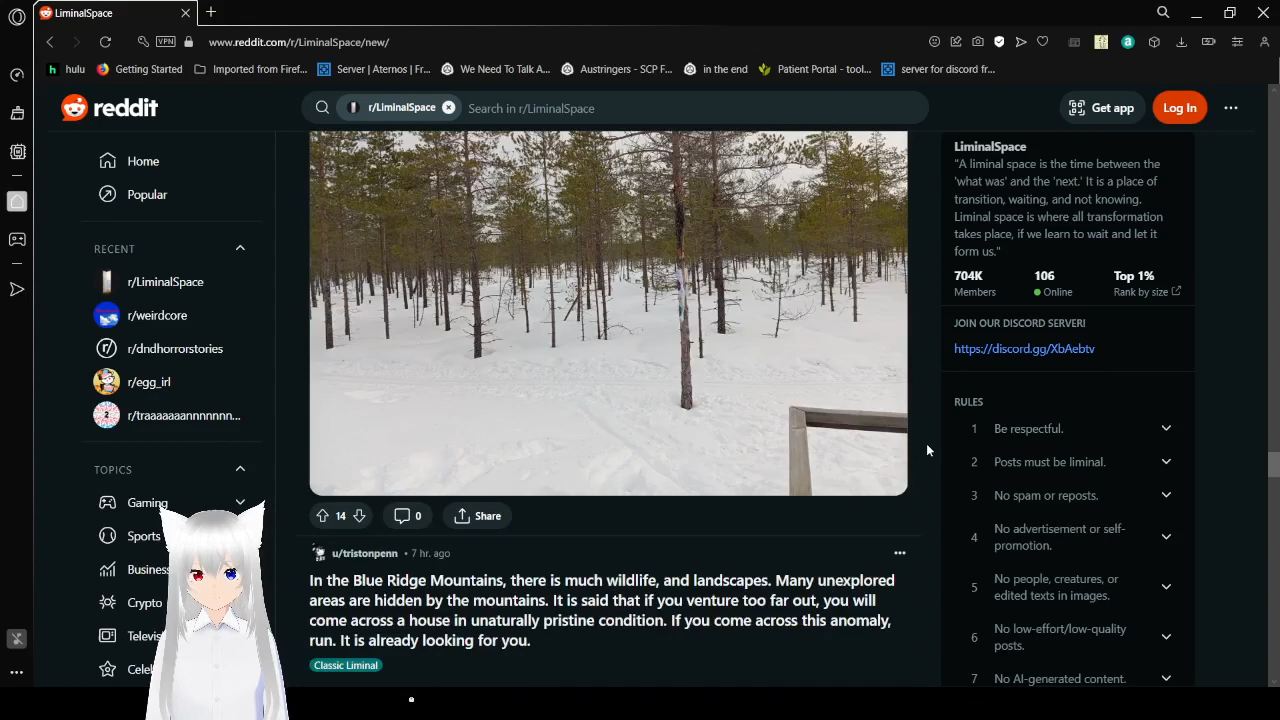 LiminalSpace
www.reddit.com/r/LiminalSpace/new/
VPN
hulu
Getting Started
Imported from Firef...
Server | Aternos | Fr...
We Need To Talk A...
Austringers - SCP F...
in the end
Patient Portal - tool...
server for discord fr...
reddit
r/LiminalSpace
Search in r/LiminalSpace
Get app
Log In
Home
Popular
RECENT
r/LiminalSpace
r/weirdcore
r/dndhorrorstories
r/egg_irl
r/traaaaaaannnnnnn...
TOPICS
Gaming
Sports
Business
Crypto
Televis
Celeb
14
0
Share
u/tristonpenn • 7 hr. ago
In the Blue Ridge Mountains, there is much wildlife, and landscapes. Many unexplored
areas are hidden by the mountains. It is said that if you venture too far out, you will
come across a house in unaturally pristine condition. If you come across this anomaly,
run. It is already looking for you.
Classic Liminal
LiminalSpace
"A liminal space is the time between the
'what was' and the 'next.' It is a place of
transition, waiting, and not knowing.
Liminal space is where all transformation
takes place, if we learn to wait and let it
form us."
704K 106 Top 1%
Members Online Rank by size
JOIN OUR DISCORD SERVER!
https://discord.gg/XbAebtv
RULES
1 Be respectful.
2 Posts must be liminal.
3 No spam or reposts.
4 No advertisement or self-
promotion.
5 No people, creatures, or
edited texts in images.
6 No low-effort/low-quality
posts.
7 No AI-generated content.